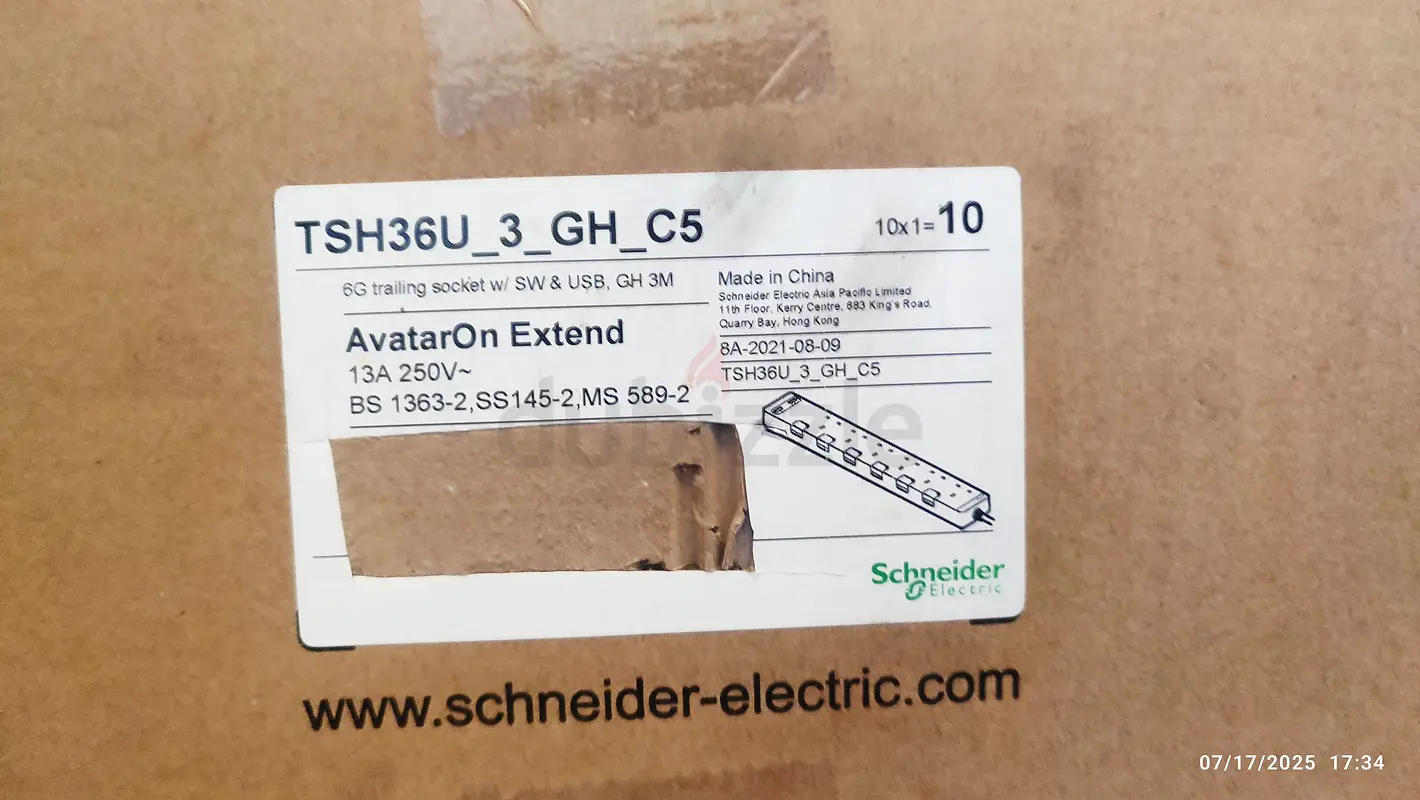 TSH36U_3_GH_C5
10x1=10
6G trailing socket w/ SW & USB, GH 3M
AvatarOn Extend
13A 250V~
BS 1363-2,SS145-2,MS 589-2
Made in China
Schneider Electric Asia Pacific Limited
11th Floor, Kerry Centre, 683 King's Road,
Quarry Bay, Hong Kong
8A-2021-08-09
TSH36U_3_GH_C5
dubizzle
Schneider
Electric
www.schneider-electric.com
07/17/2025 17:34